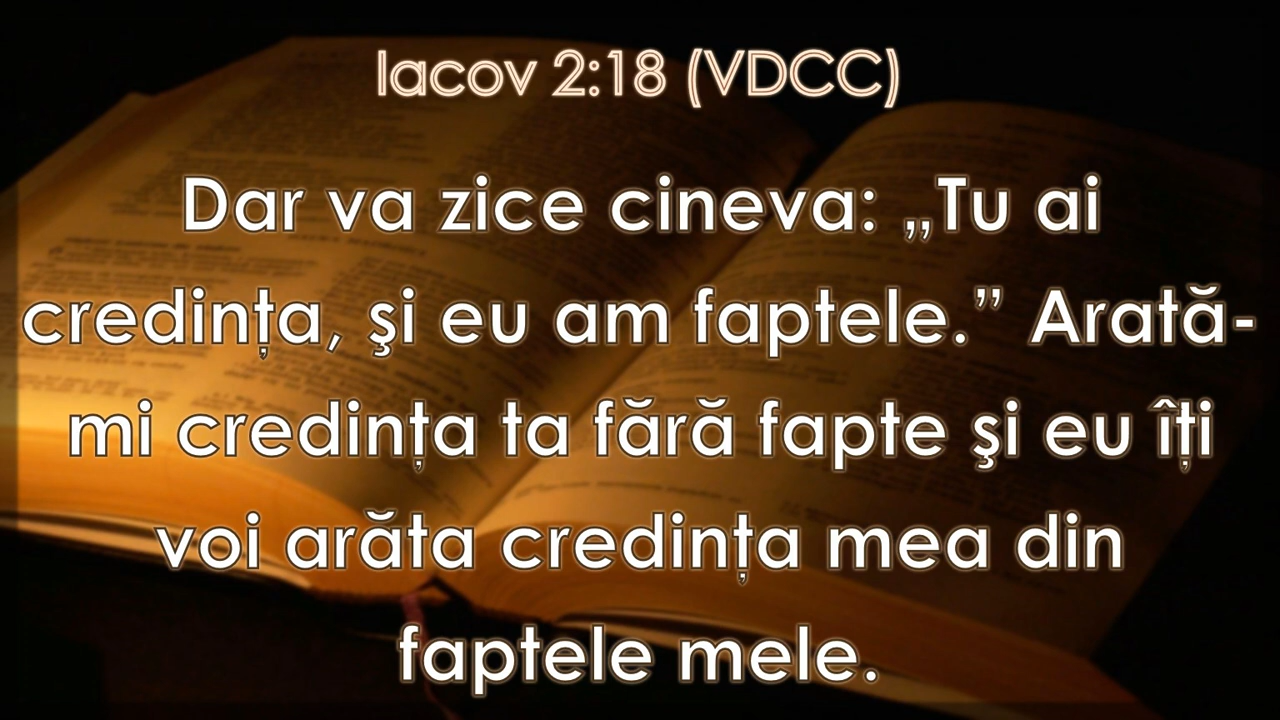 Iacov 2:18 (VDCC)
Dar va zice cineva: „Tu ai
credința, şi eu am faptele.” Arată-
mi credința ta fără fapte şi eu îți
voi arăta credința mea din
faptele mele.